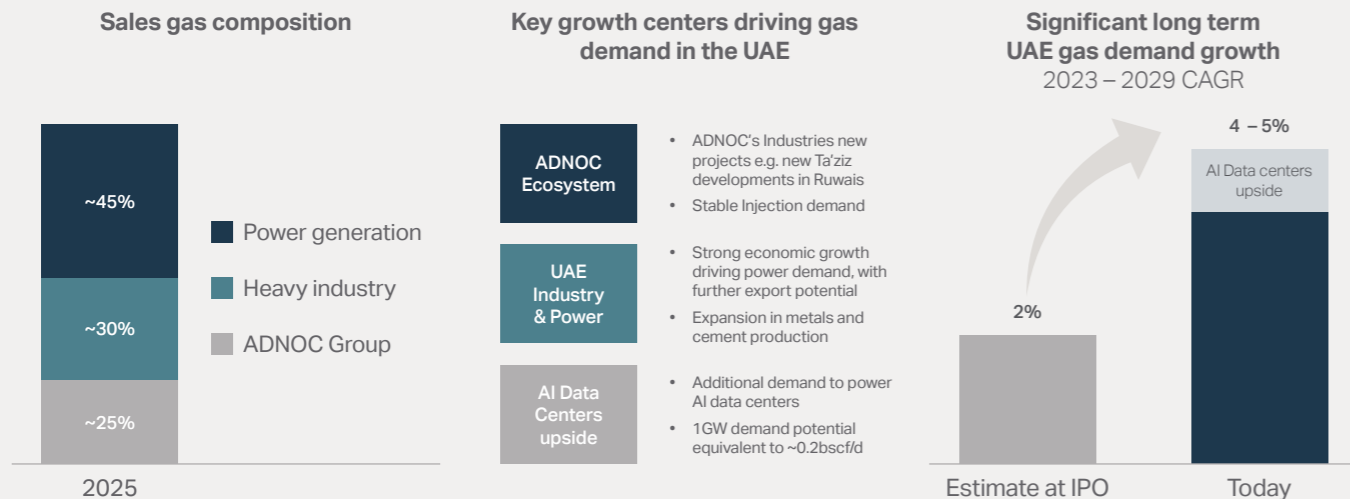 Sales gas composition
~45%
~30%
~25%
2025
Power generation
Heavy industry
ADNOC Group
Key growth centers driving gas
demand in the UAE
ADNOC
Ecosystem
• ADNOC's Industries new
projects e.g. new Ta'ziz
developments in Ruwais
• Stable Injection demand
UAE
Industry
& Power
• Strong economic growth
driving power demand, with
further export potential
• Expansion in metals and
cement production
AI Data
Centers
upside
• Additional demand to power
AI data centers
• 1GW demand potential
equivalent to ~0.2bscf/d
Significant long term
UAE gas demand growth
2023 – 2029 CAGR
2%
Estimate at IPO
4 – 5%
AI Data centers
upside
Today